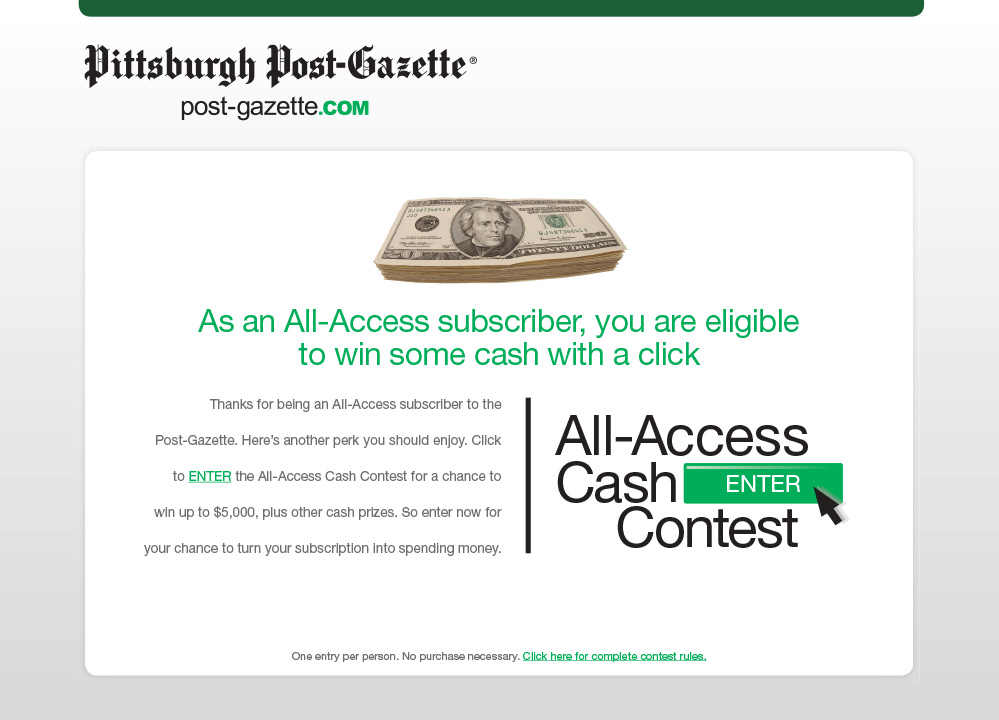 Pittsburgh Post-Gazette®
post-gazette.COM
TWENTY DOLLARS
20
As an All-Access subscriber, you are eligible
to win some cash with a click
Thanks for being an All-Access subscriber to the
Post-Gazette. Here's another perk you should enjoy. Click
to ENTER the All-Access Cash Contest for a chance to
win up to $5,000, plus other cash prizes. So enter now for
your chance to turn your subscription into spending money.
All-Access
Cash ENTER
Contest
One entry per person. No purchase necessary. Click here for complete contest rules.